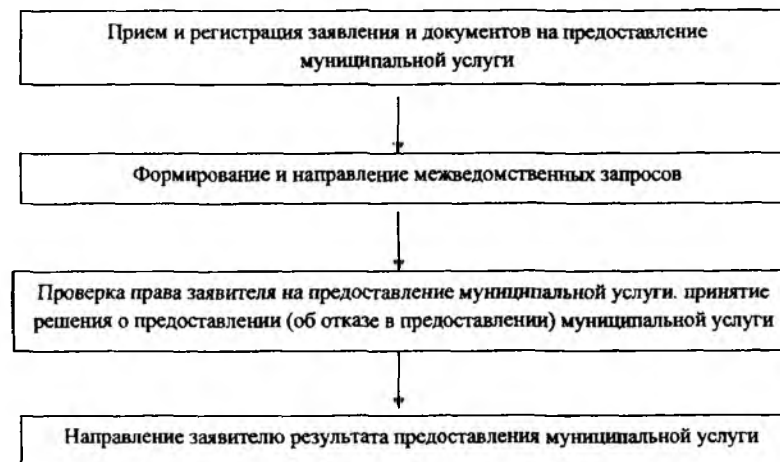 Прием и регистрация заявления и документов на предоставление
муниципальной услуги
Формирование и направление межведомственных запросов
Проверка права заявителя на предоставление муниципальной услуги. принятие
решения о предоставлении (об отказе в предоставлении) муниципальной услуги
Направление заявителю результата предоставления муниципальной услуги